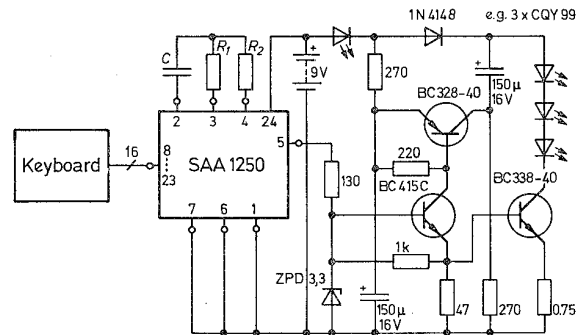 1N 4148
e.g. 3 x CQY 99
C
R1
R2
+
9V
270
BC328-40
+
150µ
16V
2
3
4
24
Keyboard
16
8
23
SAA 1250
5
130
220
BC 415 C
BC338-40
7
6
1
1k
ZPD 3,3
+
150µ
16V
47
270
0.75